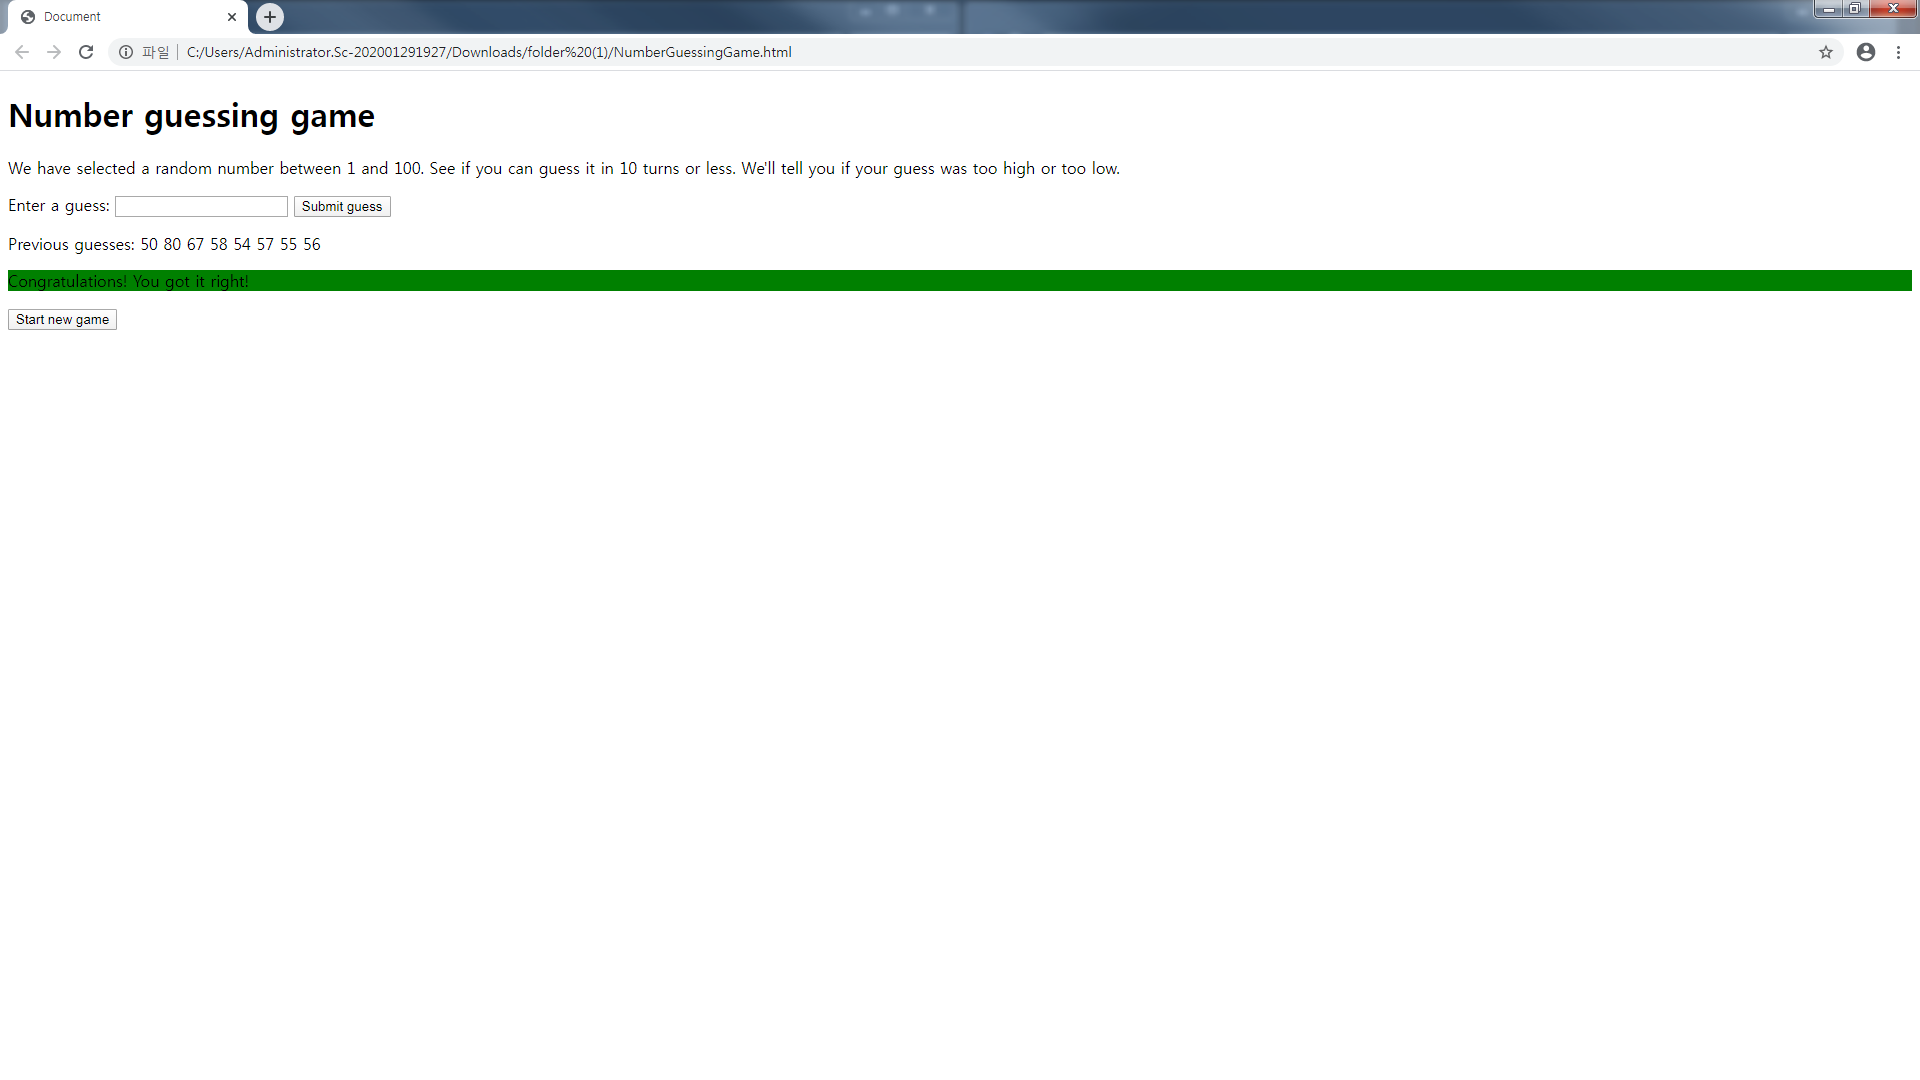 Document
파일 C:/Users/Administrator.Sc-202001291927/Downloads/folder%20(1)/NumberGuessingGame.html
Number guessing game
We have selected a random number between 1 and 100. See if you can guess it in 10 turns or less. We'll tell you if your guess was too high or too low.
Enter a guess: Submit guess
Previous guesses: 50 80 67 58 54 57 55 56
Congratulations! You got it right!
Start new game